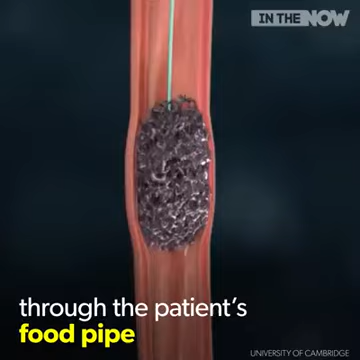 IN THE NOW
through the patient's
food pipe
UNIVERSITY OF CAMBRIDGE